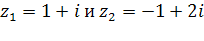 z₁ = 1 + i и z₂ = −1 + 2i